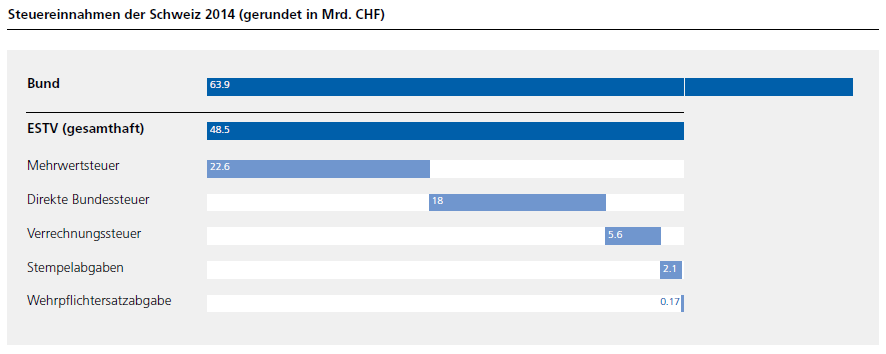 Steuereinnahmen der Schweiz 2014 (gerundet in Mrd. CHF)
Bund 63.9
ESTV (gesamthaft) 48.5
Mehrwertsteuer 22.6
Direkte Bundessteuer 18
Verrechnungssteuer 5.6
Stempelabgaben 2.1
Wehrpflichtersatzabgabe 0.17